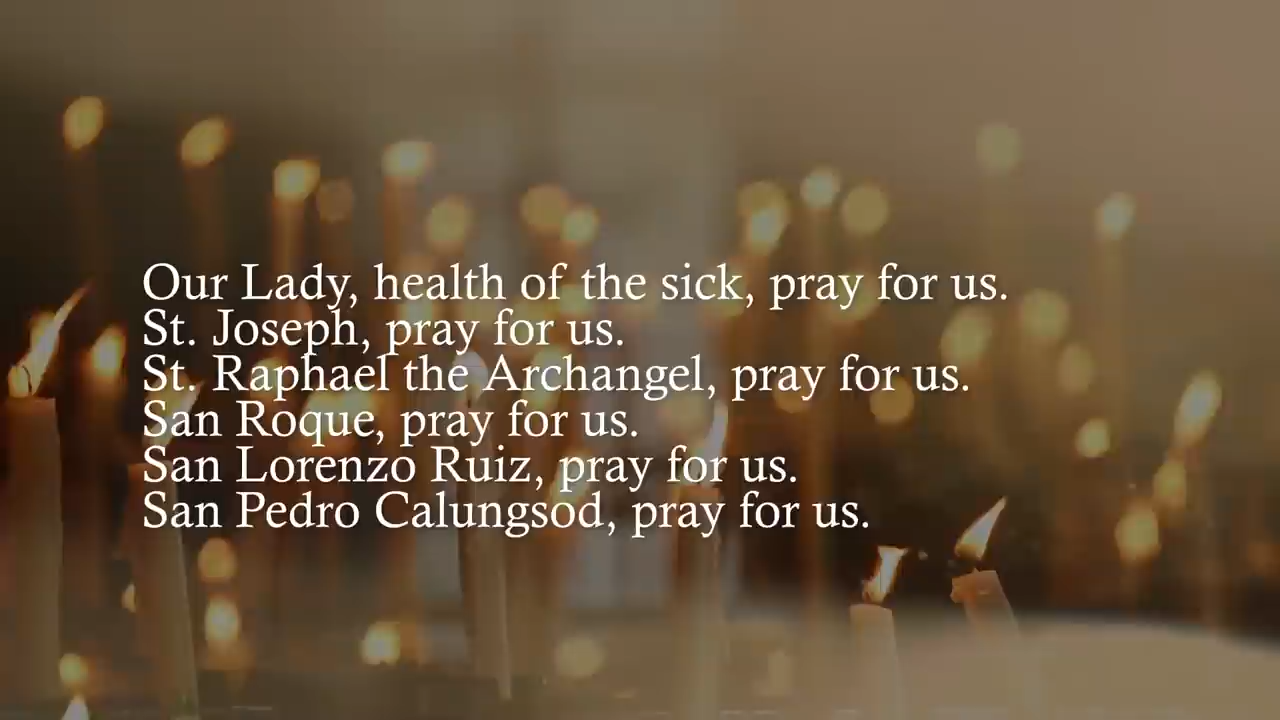 Our Lady, health of the sick, pray for us.
St. Joseph, pray for us.
St. Raphael the Archangel, pray for us.
San Roque, pray for us.
San Lorenzo Ruiz, pray for us.
San Pedro Calungsod, pray for us.